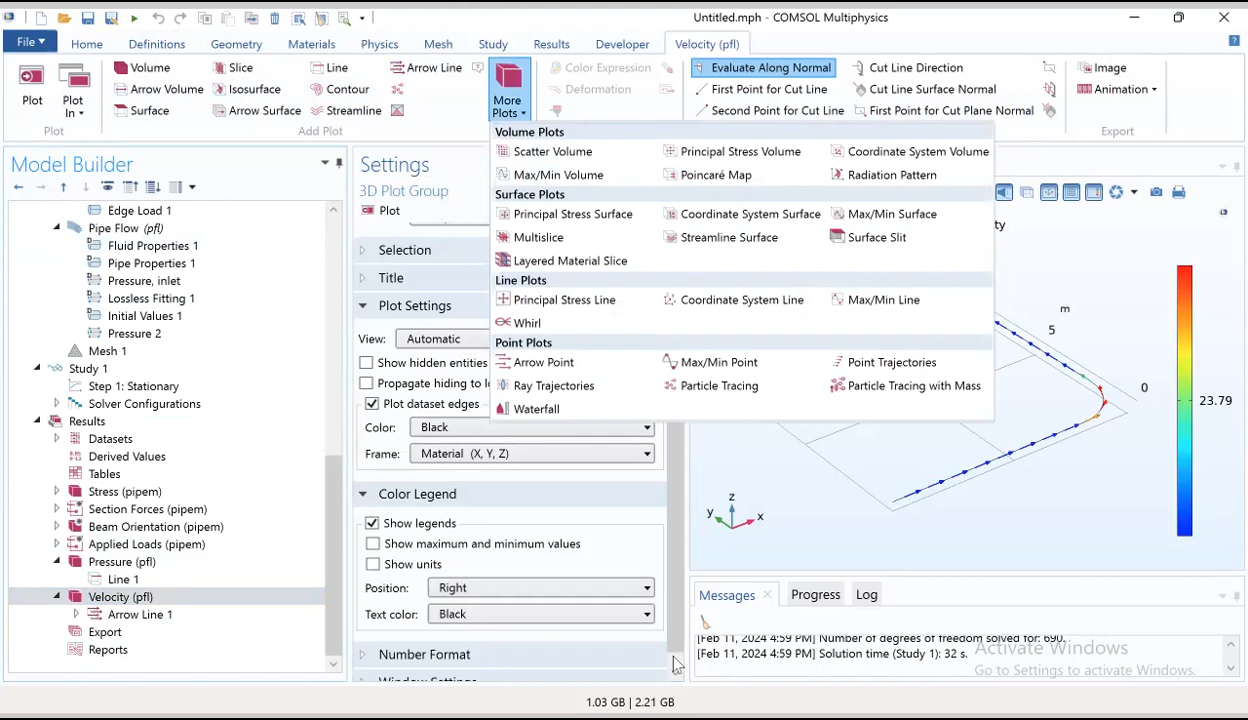 Untitled.mph - COMSOL Multiphysics
File Home Definitions Geometry Materials Physics Mesh Study Results Developer Velocity (pfl)
Plot
Plot In
Plot
Volume Slice Line Arrow Line
Arrow Volume Isosurface Contour
Surface Arrow Surface Streamline
Add Plot
More Plots
Color Expression
Deformation
Evaluate Along Normal Cut Line Direction
First Point for Cut Line Cut Line Surface Normal
Second Point for Cut Line First Point for Cut Plane Normal
Image
Animation
Export
Volume Plots
Scatter Volume Principal Stress Volume Coordinate System Volume
Max/Min Volume Poincaré Map Radiation Pattern
Surface Plots
Principal Stress Surface Coordinate System Surface Max/Min Surface
Multislice Streamline Surface Surface Slit
Layered Material Slice
Line Plots
Principal Stress Line Coordinate System Line Max/Min Line
Whirl
Point Plots
Arrow Point Max/Min Point Point Trajectories
Ray Trajectories Particle Tracing Particle Tracing with Mass
Waterfall
Model Builder
Edge Load 1
Pipe Flow (pfl)
Fluid Properties 1
Pipe Properties 1
Pressure, inlet
Lossless Fitting 1
Initial Values 1
Pressure 2
Mesh 1
Study 1
Step 1: Stationary
Solver Configurations
Results
Datasets
Derived Values
Tables
Stress (pipem)
Section Forces (pipem)
Beam Orientation (pipem)
Applied Loads (pipem)
Pressure (pfl)
Line 1
Velocity (pfl)
Arrow Line 1
Export
Reports
Settings
3D Plot Group
Plot
Selection
Title
Plot Settings
View: Automatic
Show hidden entities
Propagate hiding to lo
Plot dataset edges
Color: Black
Frame: Material (X, Y, Z)
Color Legend
Show legends
Show maximum and minimum values
Show units
Position: Right
Text color: Black
Number Format
Window Settings
ty
m
5
0
23.79
z
y
x
Messages Progress Log
[Feb 11, 2024 4:59 PM] Number of degrees of freedom solved for: 690.
[Feb 11, 2024 4:59 PM] Solution time (Study 1): 32 s.
Activate Windows
Go to Settings to activate Windows.
1.03 GB | 2.21 GB